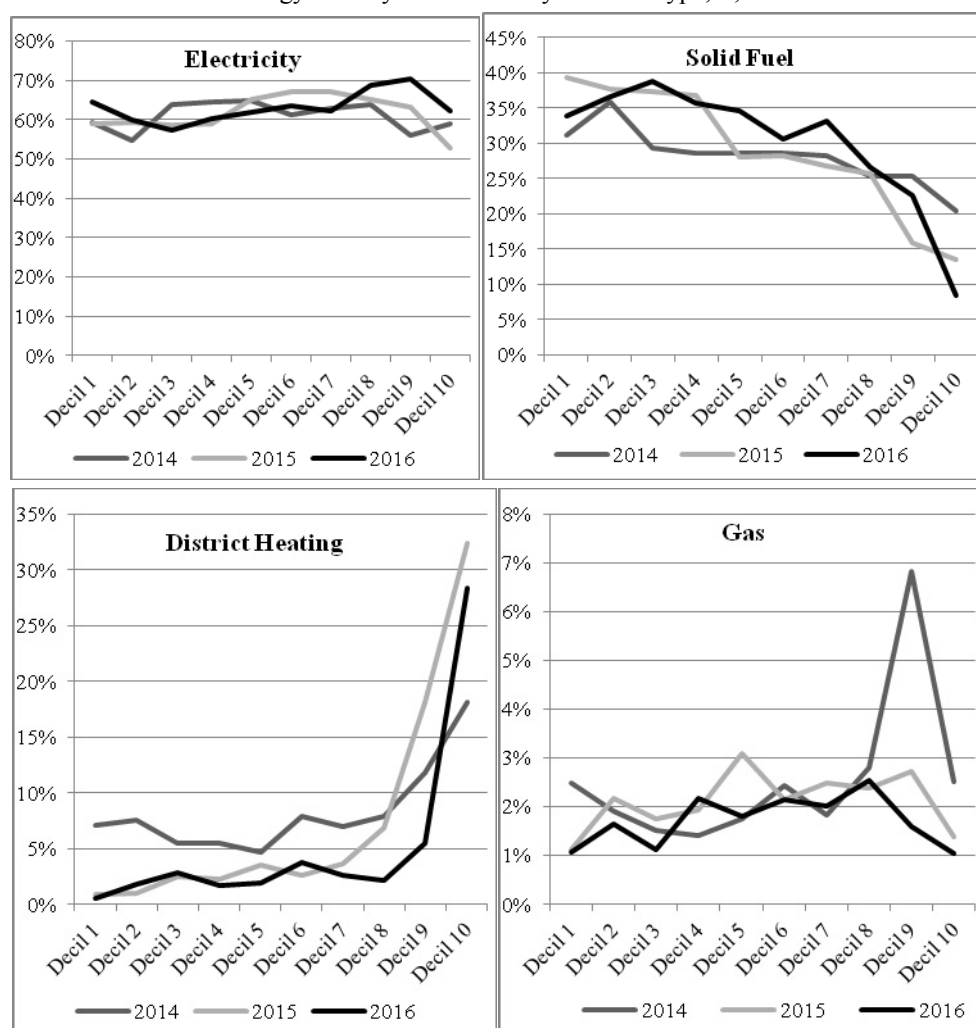 Electricity
80%
70%
60%
50%
40%
30%
20%
10%
0%
Decil 1
Decil 2
Decil 3
Decil 4
Decil 5
Decil 6
Decil 7
Decil 8
Decil 9
Decil 10
2014 2015 2016
Solid Fuel
45%
40%
35%
30%
25%
20%
15%
10%
5%
0%
Decil 1
Decil 2
Decil 3
Decil 4
Decil 5
Decil 6
Decil 7
Decil 8
Decil 9
Decil 10
2014 2015 2016
District Heating
35%
30%
25%
20%
15%
10%
5%
0%
Decil 1
Decil 2
Decil 3
Decil 4
Decil 5
Decil 6
Decil 7
Decil 8
Decil 9
Decil 10
2014 2015 2016
Gas
8%
7%
6%
5%
4%
3%
2%
1%
0%
Decil 1
Decil 2
Decil 3
Decil 4
Decil 5
Decil 6
Decil 7
Decil 8
Decil 9
Decil 10
2014 2015 2016